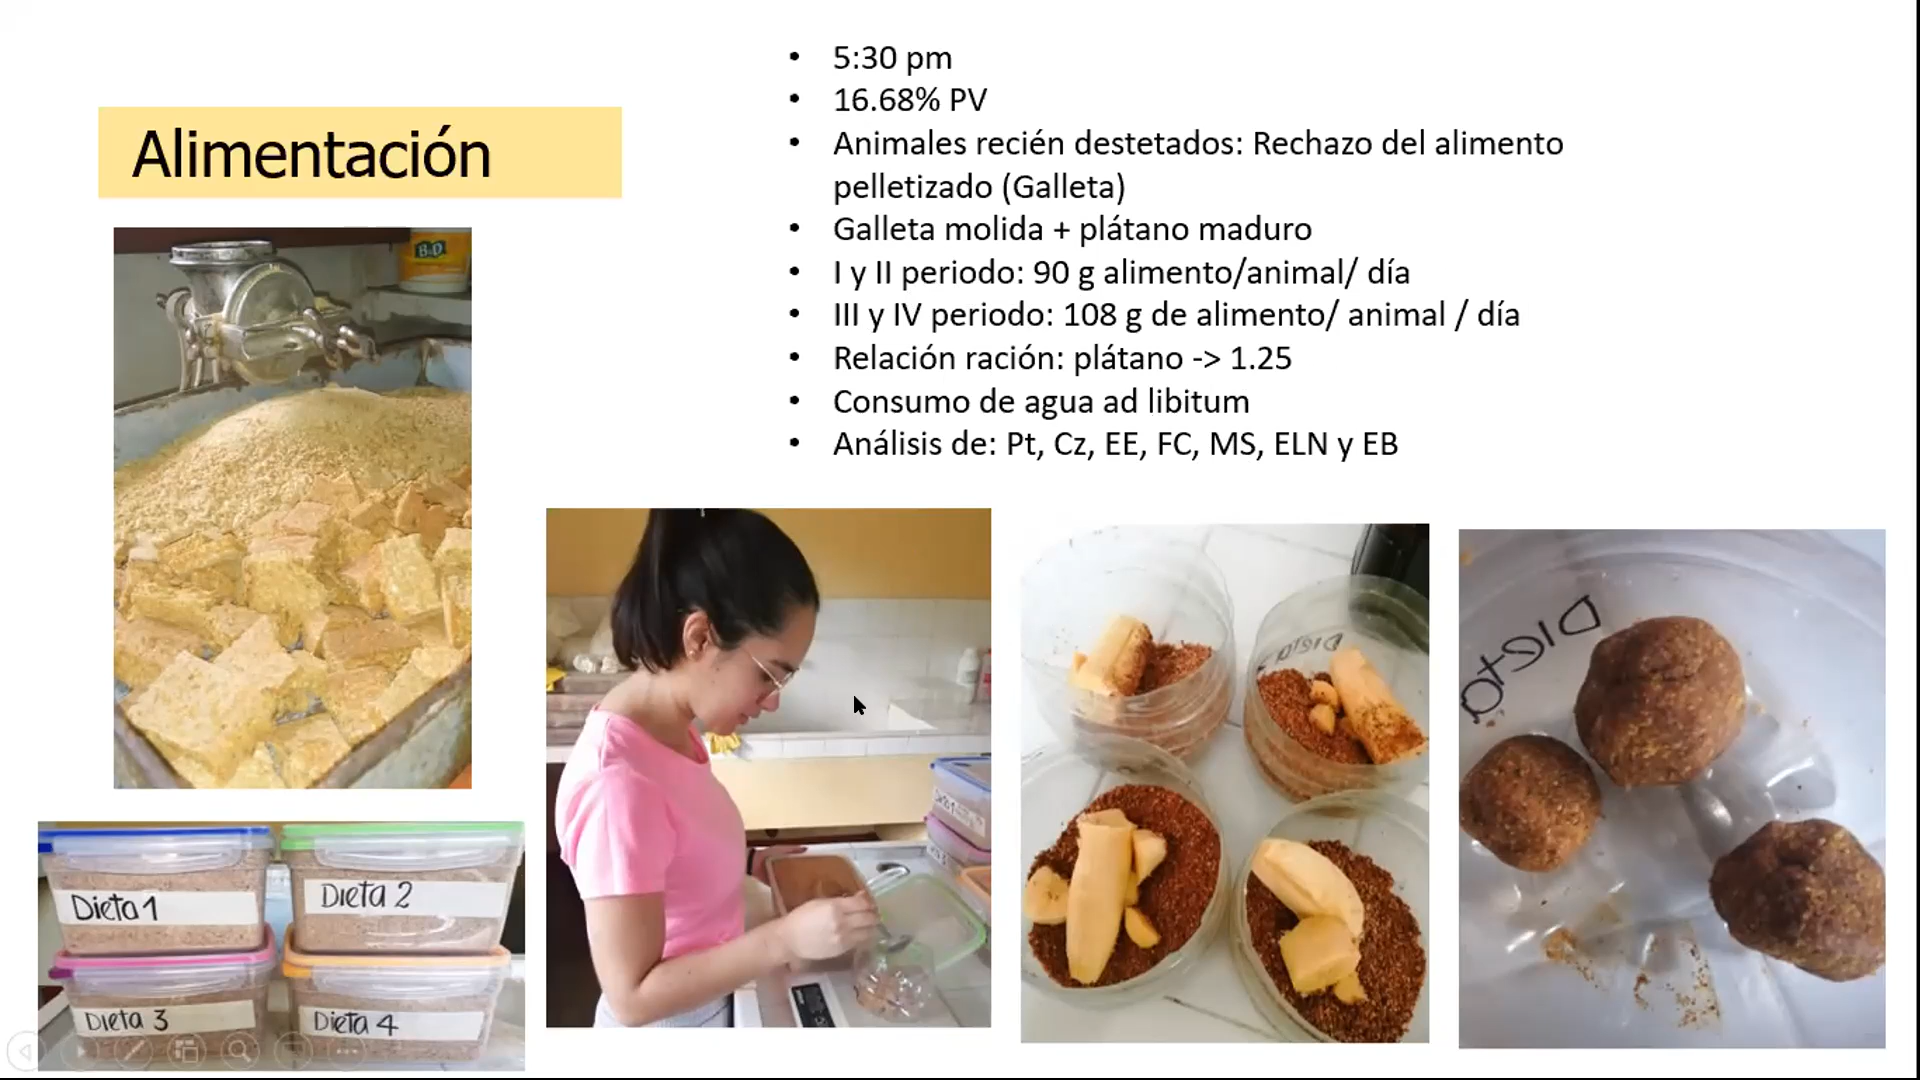 Alimentación
• 5:30 pm
• 16.68% PV
• Animales recién destetados: Rechazo del alimento
pelletizado (Galleta)
• Galleta molida + plátano maduro
• I y II periodo: 90 g alimento/animal/ día
• III y IV periodo: 108 g de alimento/ animal / día
• Relación ración: plátano -> 1.25
• Consumo de agua ad libitum
• Análisis de: Pt, Cz, EE, FC, MS, ELN y EB
B&D
Dieta
Dieta
Dieta 1
Dieta 2
Dieta 3
Dieta 4